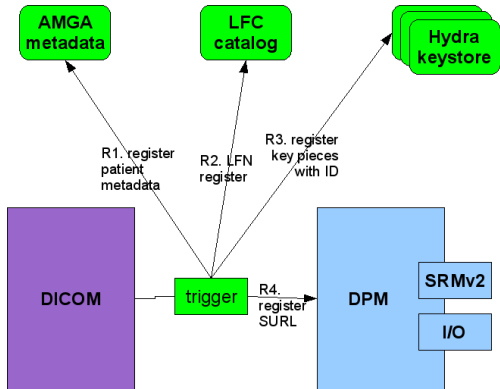 AMGA
metadata
LFC
catalog
Hydra
keystore
R1. register
patient
metadata
R2. LFN
register
R3. register
key pieces
with ID
DICOM
trigger
R4.
register
SURL
DPM
SRMv2
I/O